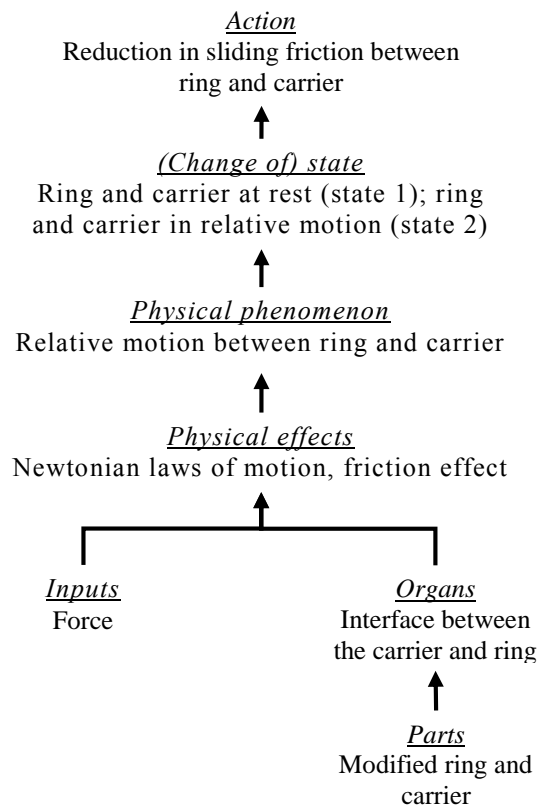 Action
Reduction in sliding friction between
ring and carrier
(Change of) state
Ring and carrier at rest (state 1); ring
and carrier in relative motion (state 2)
Physical phenomenon
Relative motion between ring and carrier
Physical effects
Newtonian laws of motion, friction effect
Inputs
Force
Organs
Interface between
the carrier and ring
Parts
Modified ring and
carrier